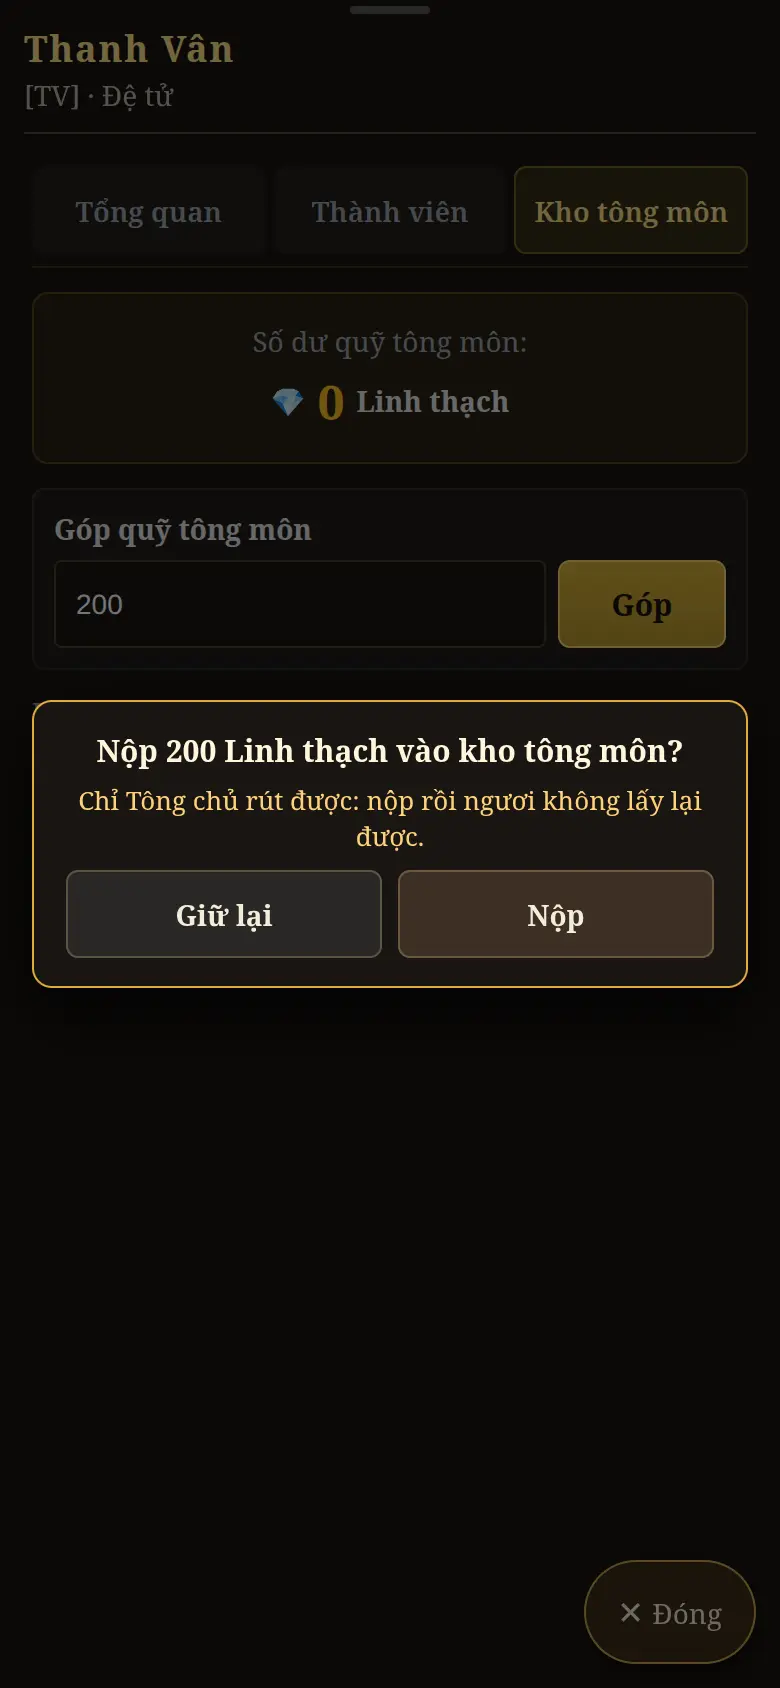 Thanh Vân
[TV] · Đệ tử
Tổng quan
Thành viên
Kho tông môn
Số dư quỹ tông môn:
💎 0 Linh thạch
Góp quỹ tông môn
200
Góp
Nộp 200 Linh thạch vào kho tông môn?
Chỉ Tông chủ rút được: nộp rồi ngươi không lấy lại
được.
Giữ lại
Nộp
✕ Đóng